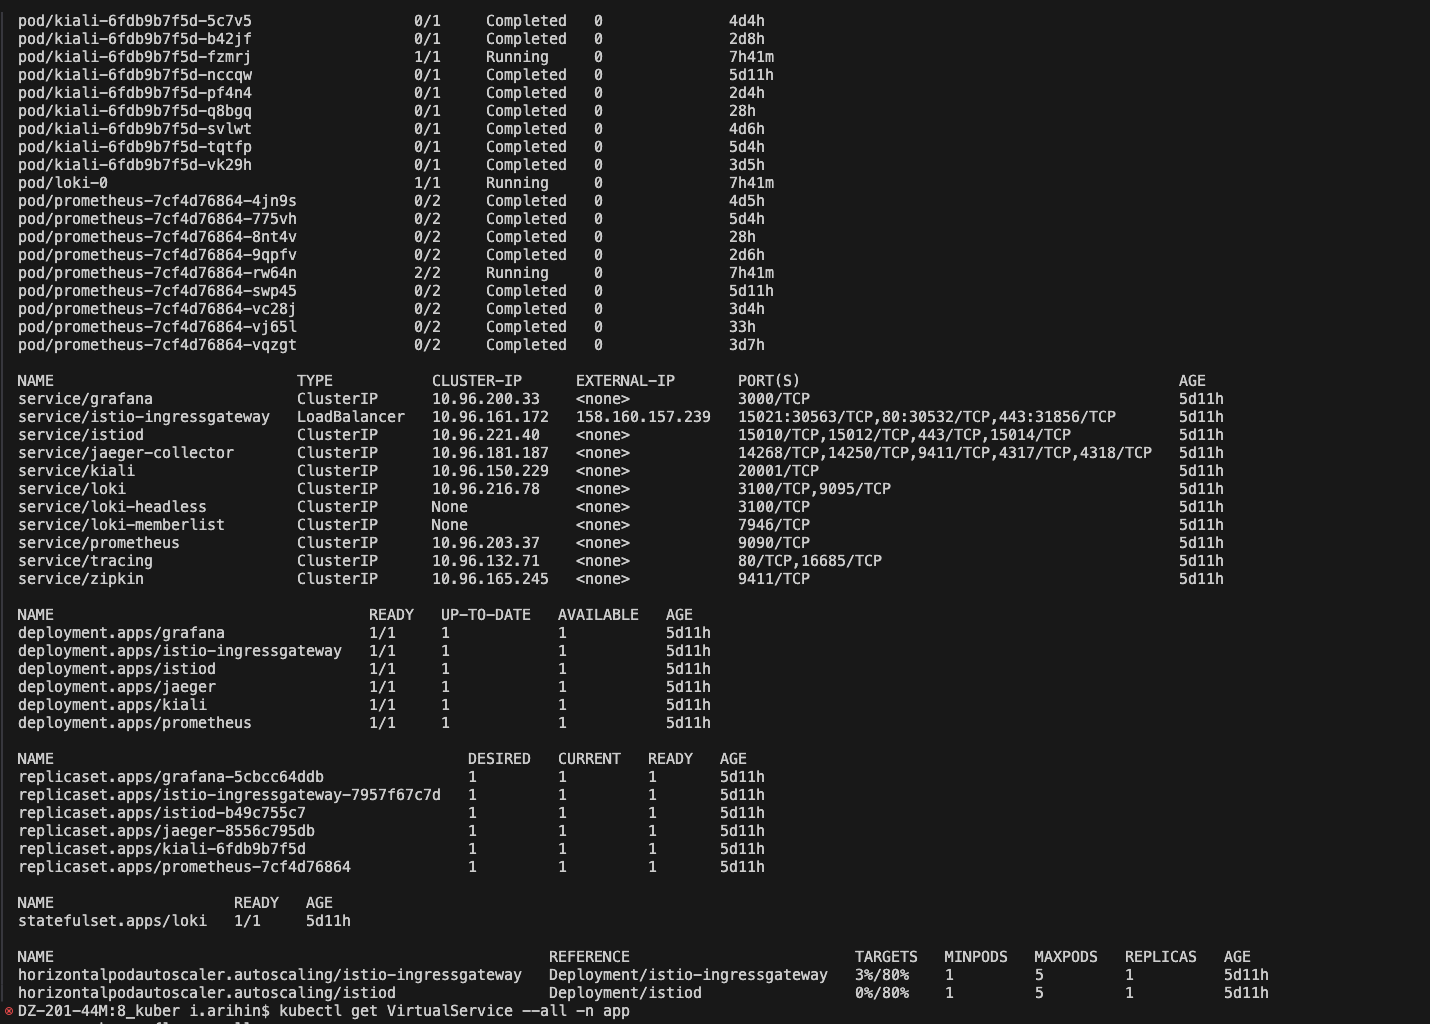 pod/kiali-6fdb9b7f5d-5c7v5 0/1 Completed 0 4d4h
pod/kiali-6fdb9b7f5d-b42jf 0/1 Completed 0 2d8h
pod/kiali-6fdb9b7f5d-fzmrj 1/1 Running 0 7h41m
pod/kiali-6fdb9b7f5d-nccqw 0/1 Completed 0 5d11h
pod/kiali-6fdb9b7f5d-pf4n4 0/1 Completed 0 2d4h
pod/kiali-6fdb9b7f5d-q8bgq 0/1 Completed 0 28h
pod/kiali-6fdb9b7f5d-svlwt 0/1 Completed 0 4d6h
pod/kiali-6fdb9b7f5d-tqtfp 0/1 Completed 0 5d4h
pod/kiali-6fdb9b7f5d-vk29h 0/1 Completed 0 3d5h
pod/loki-0 1/1 Running 0 7h41m
pod/prometheus-7cf4d76864-4jn9s 0/2 Completed 0 4d5h
pod/prometheus-7cf4d76864-775vh 0/2 Completed 0 5d4h
pod/prometheus-7cf4d76864-8nt4v 0/2 Completed 0 28h
pod/prometheus-7cf4d76864-9qpfv 0/2 Completed 0 2d6h
pod/prometheus-7cf4d76864-rw64n 2/2 Running 0 7h41m
pod/prometheus-7cf4d76864-swp45 0/2 Completed 0 5d11h
pod/prometheus-7cf4d76864-vc28j 0/2 Completed 0 3d4h
pod/prometheus-7cf4d76864-vj65l 0/2 Completed 0 33h
pod/prometheus-7cf4d76864-vqzgt 0/2 Completed 0 3d7h
NAME TYPE CLUSTER-IP EXTERNAL-IP PORT(S) AGE
service/grafana ClusterIP 10.96.200.33 <none> 3000/TCP 5d11h
service/istio-ingressgateway LoadBalancer 10.96.161.172 158.160.157.239 15021:30563/TCP,80:30532/TCP,443:31856/TCP 5d11h
service/istiod ClusterIP 10.96.221.40 <none> 15010/TCP,15012/TCP,443/TCP,15014/TCP 5d11h
service/jaeger-collector ClusterIP 10.96.181.187 <none> 14268/TCP,14250/TCP,9411/TCP,4317/TCP,4318/TCP 5d11h
service/kiali ClusterIP 10.96.150.229 <none> 20001/TCP 5d11h
service/loki ClusterIP 10.96.216.78 <none> 3100/TCP,9095/TCP 5d11h
service/loki-headless ClusterIP None <none> 3100/TCP 5d11h
service/loki-memberlist ClusterIP None <none> 7946/TCP 5d11h
service/prometheus ClusterIP 10.96.203.37 <none> 9090/TCP 5d11h
service/tracing ClusterIP 10.96.132.71 <none> 80/TCP,16685/TCP 5d11h
service/zipkin ClusterIP 10.96.165.245 <none> 9411/TCP 5d11h
NAME READY UP-TO-DATE AVAILABLE AGE
deployment.apps/grafana 1/1 1 1 5d11h
deployment.apps/istio-ingressgateway 1/1 1 1 5d11h
deployment.apps/istiod 1/1 1 1 5d11h
deployment.apps/jaeger 1/1 1 1 5d11h
deployment.apps/kiali 1/1 1 1 5d11h
deployment.apps/prometheus 1/1 1 1 5d11h
NAME DESIRED CURRENT READY AGE
replicaset.apps/grafana-5cbcc64ddb 1 1 1 5d11h
replicaset.apps/istio-ingressgateway-7957f67c7d 1 1 1 5d11h
replicaset.apps/istiod-b49c755c7 1 1 1 5d11h
replicaset.apps/jaeger-8556c795db 1 1 1 5d11h
replicaset.apps/kiali-6fdb9b7f5d 1 1 1 5d11h
replicaset.apps/prometheus-7cf4d76864 1 1 1 5d11h
NAME READY AGE
statefulset.apps/loki 1/1 5d11h
NAME REFERENCE TARGETS MINPODS MAXPODS REPLICAS AGE
horizontalpodautoscaler.autoscaling/istio-ingressgateway Deployment/istio-ingressgateway 3%/80% 1 5 1 5d11h
horizontalpodautoscaler.autoscaling/istiod Deployment/istiod 0%/80% 1 5 1 5d11h
DZ-201-44M:8_kuber i.arihin$ kubectl get VirtualService --all -n app